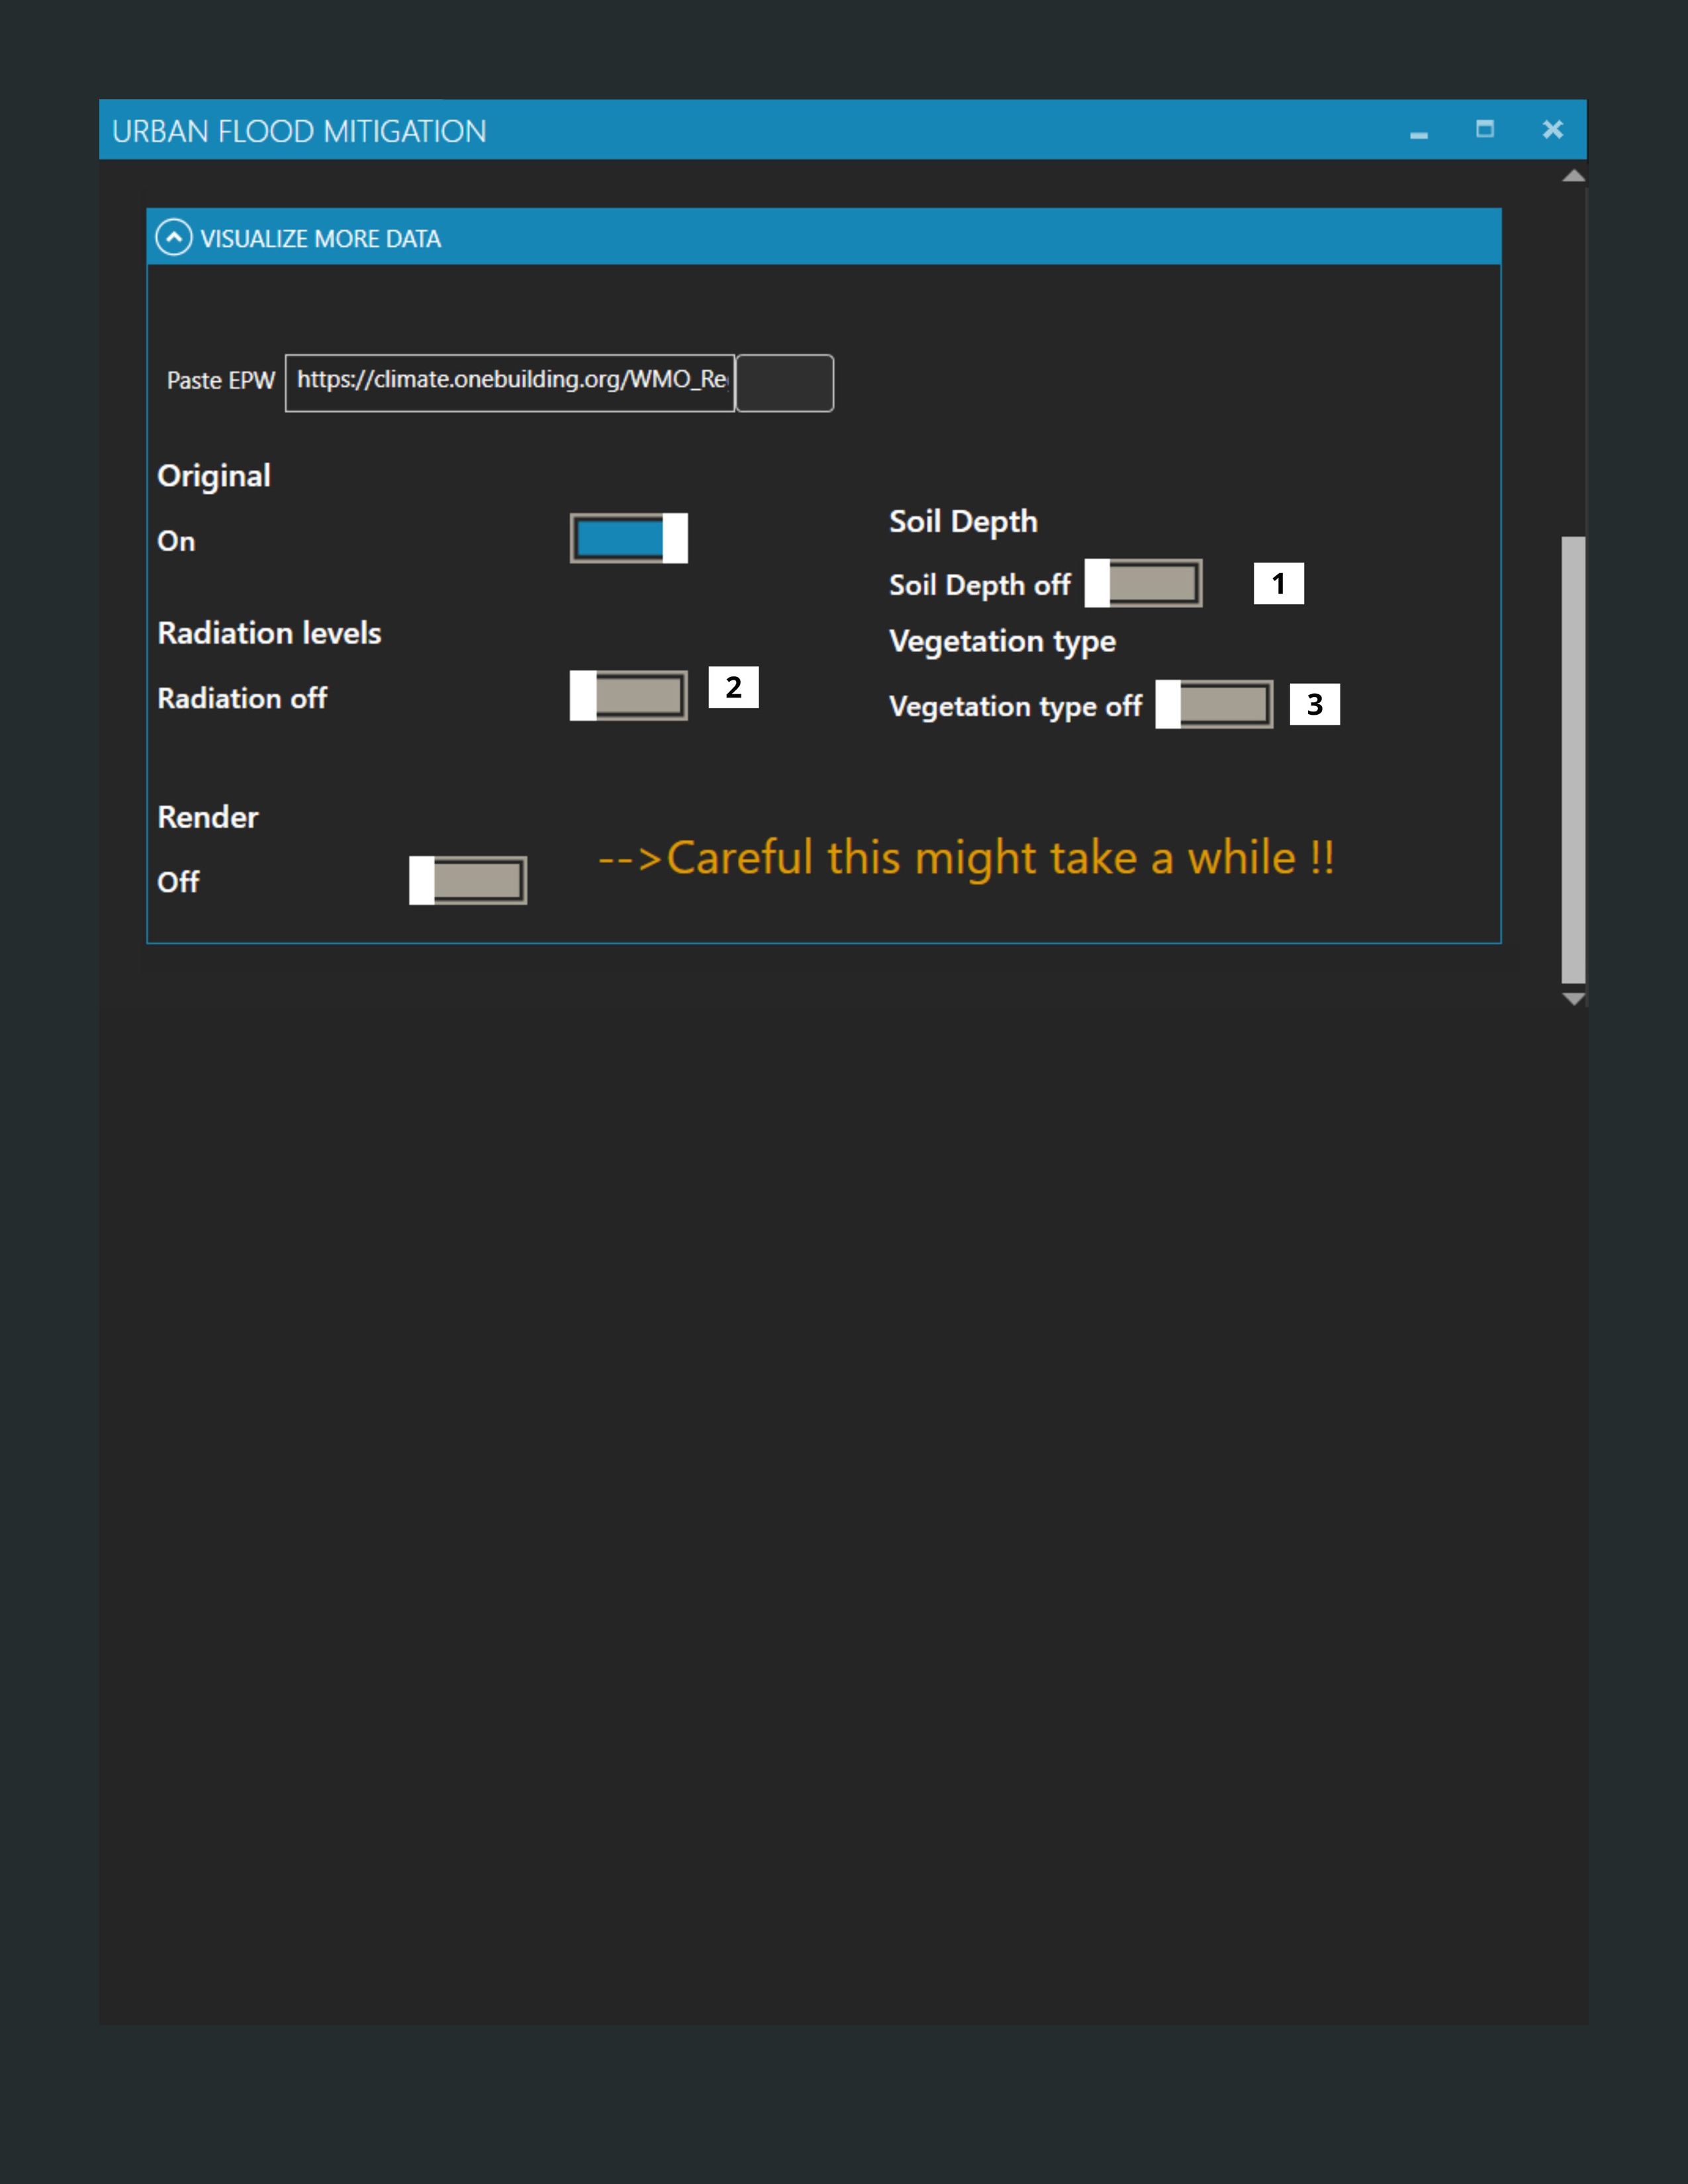 URBAN FLOOD MITIGATION
VISUALIZE MORE DATA
Paste EPW https://climate.onebuilding.org/WMO_Re
Original
On
Radiation levels
Radiation off 2
Soil Depth
Soil Depth off 1
Vegetation type
Vegetation type off 3
Render
Off
-->Careful this might take a while !!